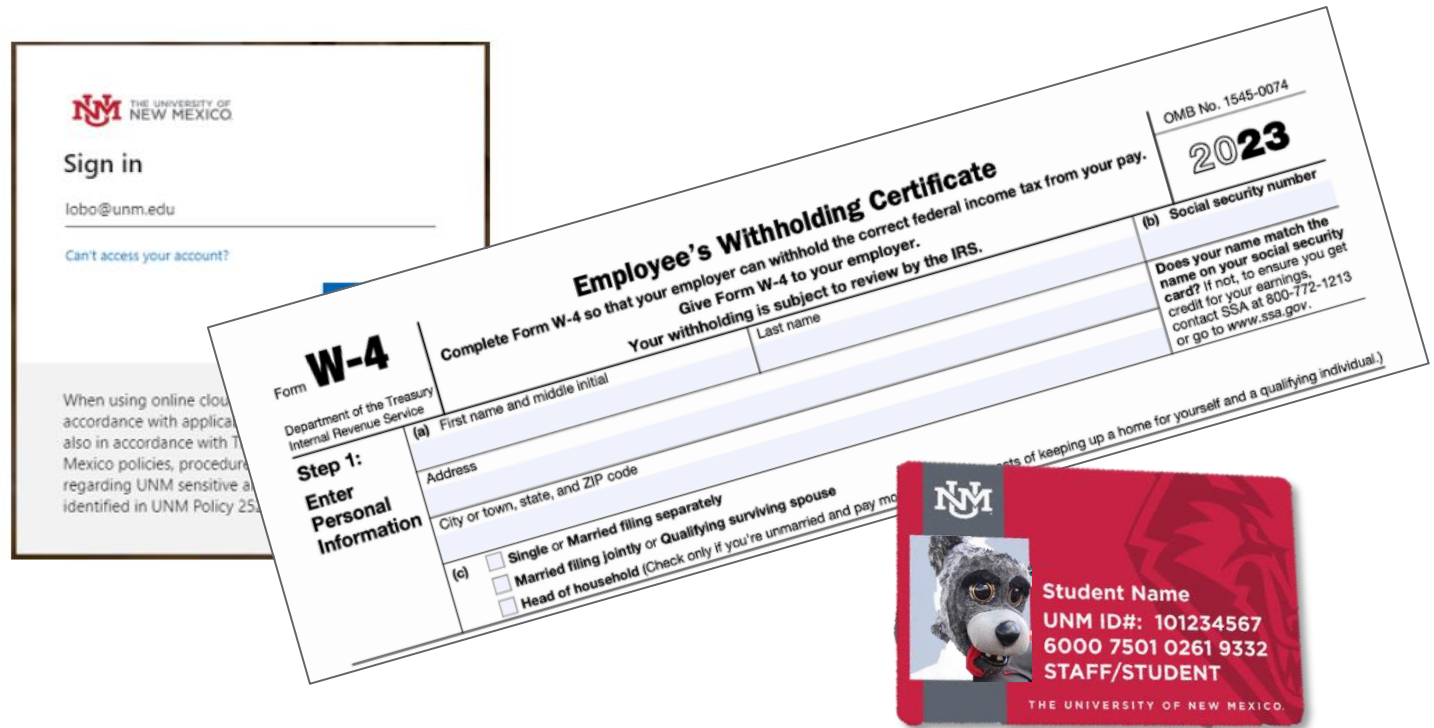 UNM THE UNIVERSITY OF
NEW MEXICO.
Sign in
lobo@unm.edu
Can't access your account?
When using online clou
accordance with applica
also in accordance with T
Mexico policies, procedure
regarding UNM sensitive a
identified in UNM Policy 25
Form W-4
Department of the Treasury
Internal Revenue Service
Employee's Withholding Certificate
Complete Form W-4 so that your employer can withhold the correct federal income tax from your pay.
Give Form W-4 to your employer.
Your withholding is subject to review by the IRS.
OMB No. 1545-0074
2023
Step 1:
Enter
Personal
Information
(a) First name and middle initial
Last name
(b) Social security number
Address
City or town, state, and ZIP code
Does your name match the
name on your social security
card? If not, to ensure you get
credit for your earnings,
contact SSA at 800-772-1213
or go to www.ssa.gov.
(c) Single or Married filing separately
Married filing jointly or Qualifying surviving spouse
Head of household (Check only if you're unmarried and pay mo sts of keeping up a home for yourself and a qualifying individual.)
UNM
Student Name
UNM ID#: 101234567
6000 7501 0261 9332
STAFF/STUDENT
THE UNIVERSITY OF NEW MEXICO.